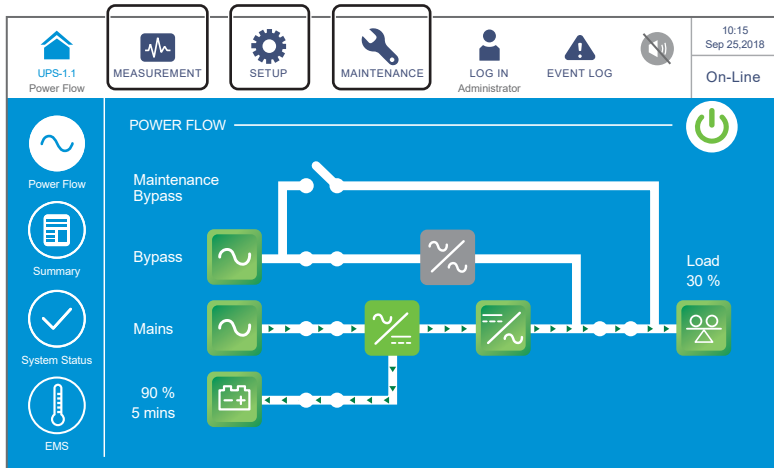 UPS-1.1
Power Flow
MEASUREMENT
SETUP
MAINTENANCE
LOG IN
Administrator
EVENT LOG
10:15
Sep 25,2018
On-Line
Power Flow
Summary
System Status
EMS
POWER FLOW
Maintenance
Bypass
Bypass
Load
30 %
Mains
90 %
5 mins